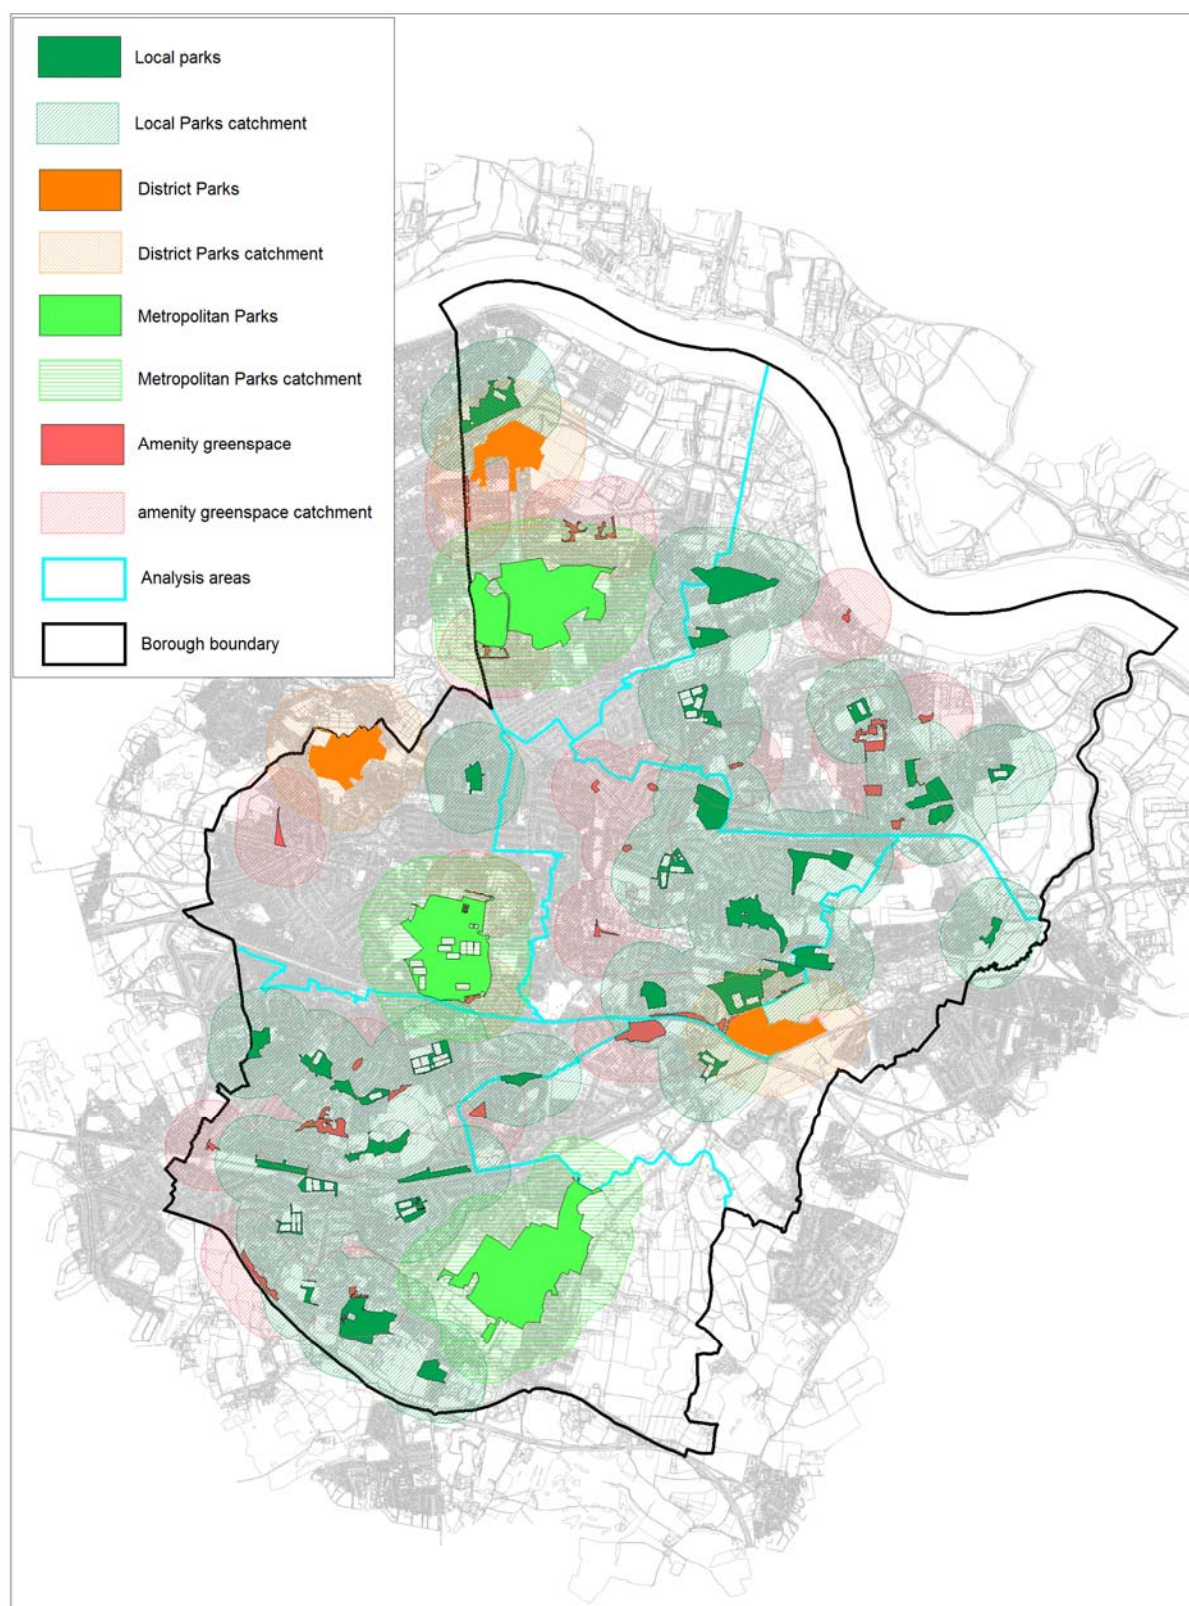 Local parks
Local Parks catchment
District Parks
District Parks catchment
Metropolitan Parks
Metropolitan Parks catchment
Amenity greenspace
amenity greenspace catchment
Analysis areas
Borough boundary